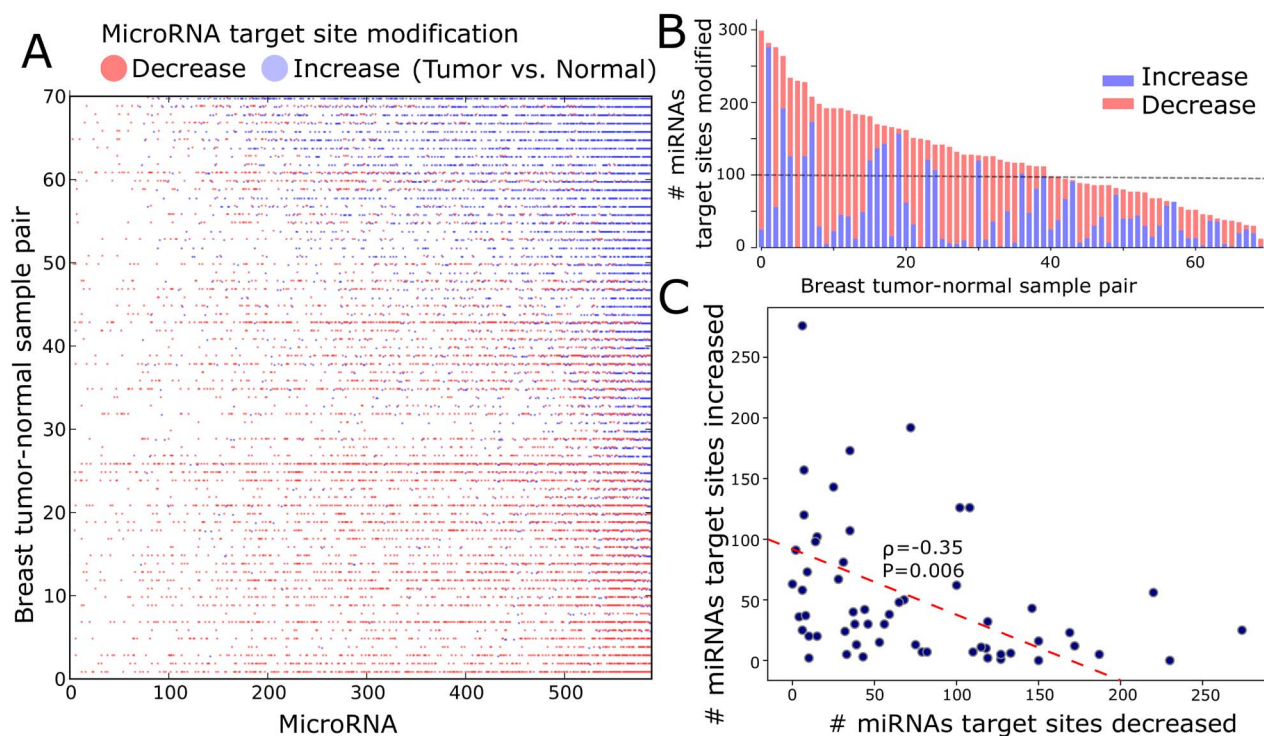 A
MicroRNA target site modification
Decrease Increase (Tumor vs. Normal)
70
60
50
40
30
20
10
0
Breast tumor-normal sample pair
0 100 200 300 400 500
MicroRNA
B
# miRNAs
target sites modified
300
200
100
0
Increase
Decrease
0 20 40 60
Breast tumor-normal sample pair
C
# miRNAs target sites increased
250
200
150
100
50
0
ρ=-0.35
P=0.006
0 50 100 150 200 250
# miRNAs target sites decreased